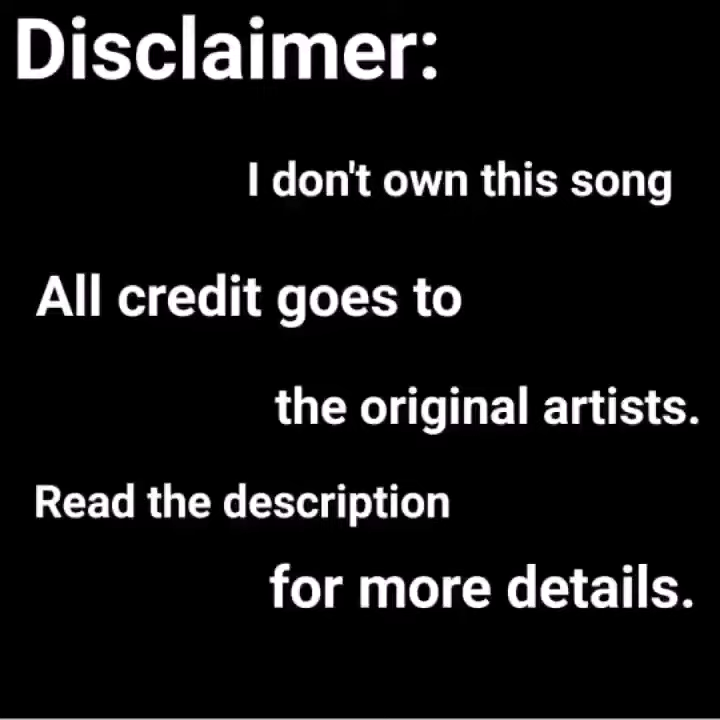 Disclaimer:
I don't own this song
All credit goes to
the original artists.
Read the description
for more details.